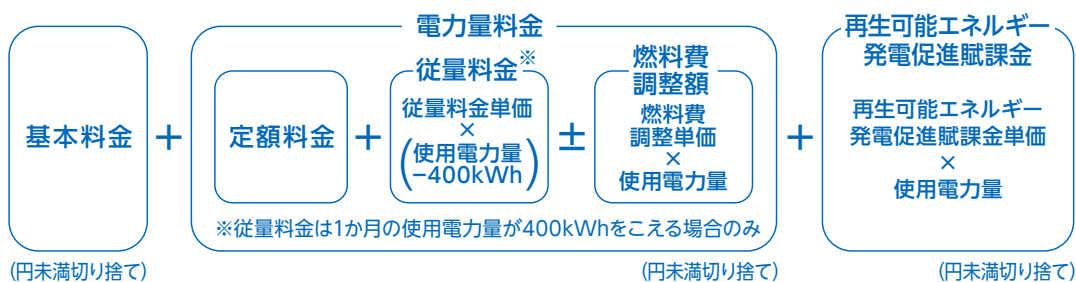 電力量料金
再生可能エネルギー
発電促進賦課金
基本料金
+
定額料金
+
従量料金※
従量料金単価
×
(使用電力量
−400kWh)
±
燃料費
調整額
燃料費
調整単価
×
使用電力量
+
再生可能エネルギー
発電促進賦課金単価
×
使用電力量
※従量料金は1か月の使用電力量が400kWhをこえる場合のみ
(円未満切り捨て)
(円未満切り捨て)
(円未満切り捨て)